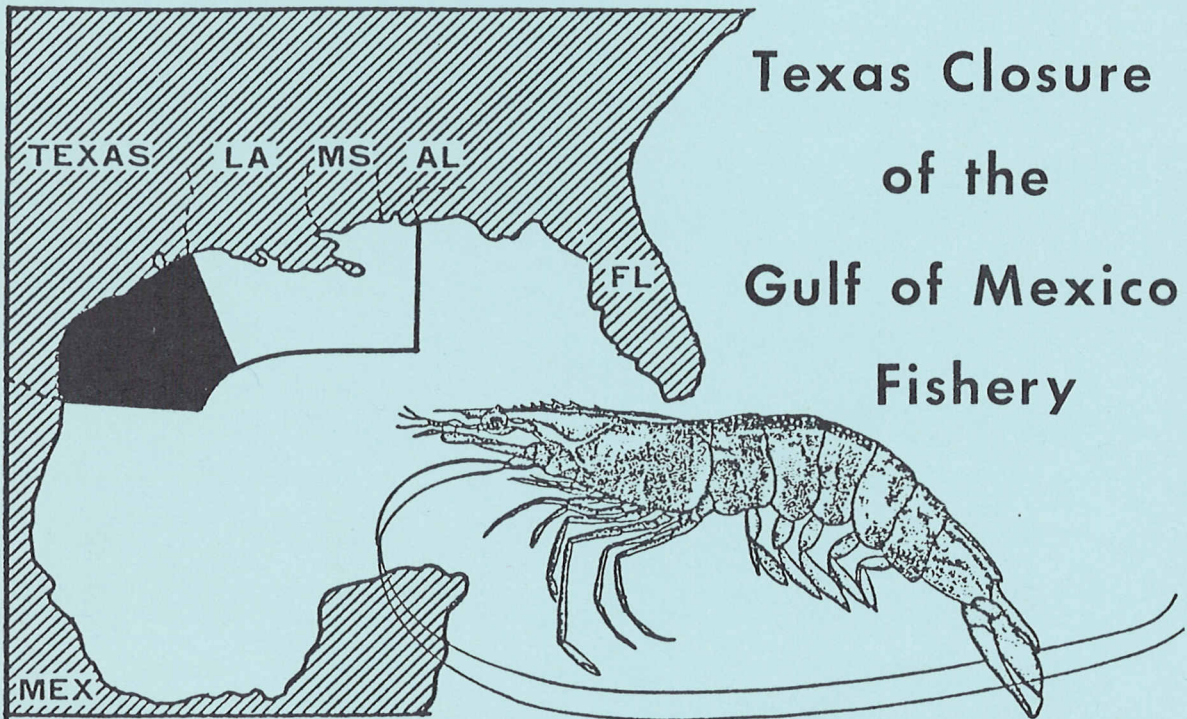 Texas Closure
of the
Gulf of Mexico
Fishery
TEXAS
LA
MS
AL
FL
MEX